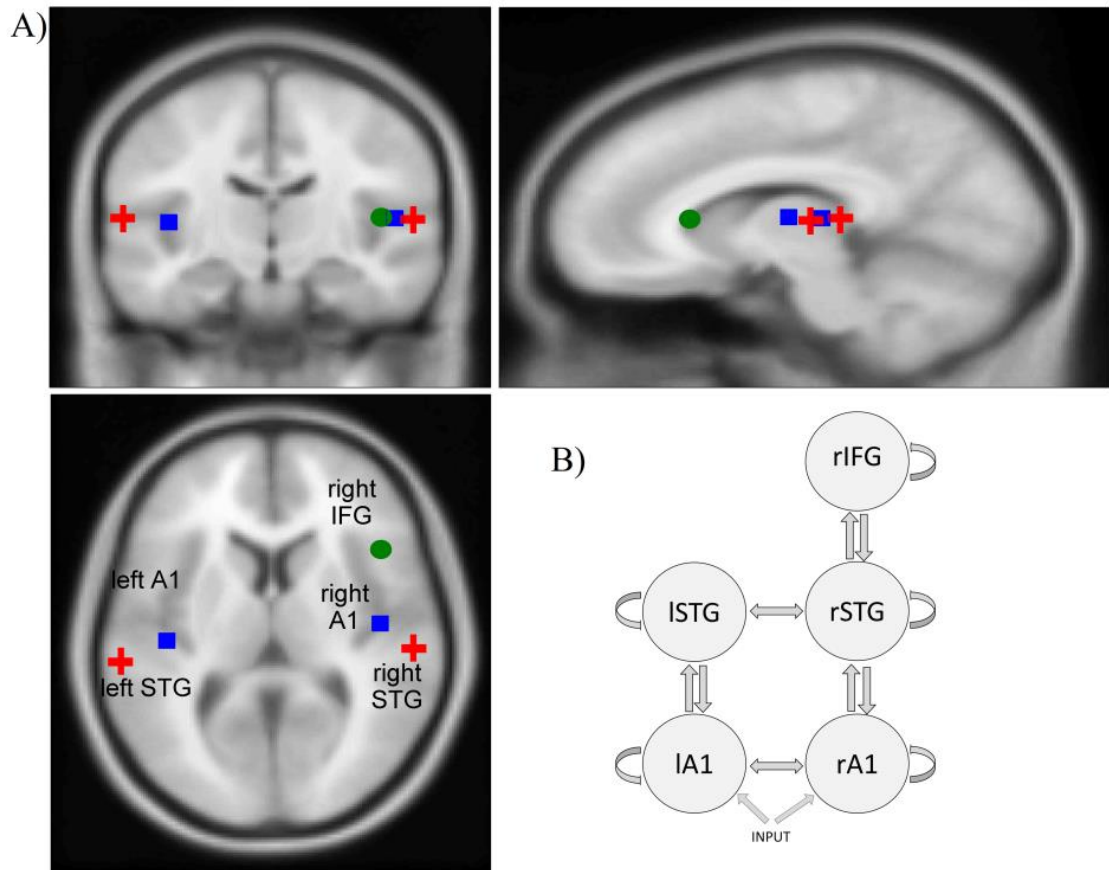 A)
right
IFG
left A1
right
A1
left STG
right
STG
B)
rIFG
lSTG
rSTG
lA1
rA1
INPUT